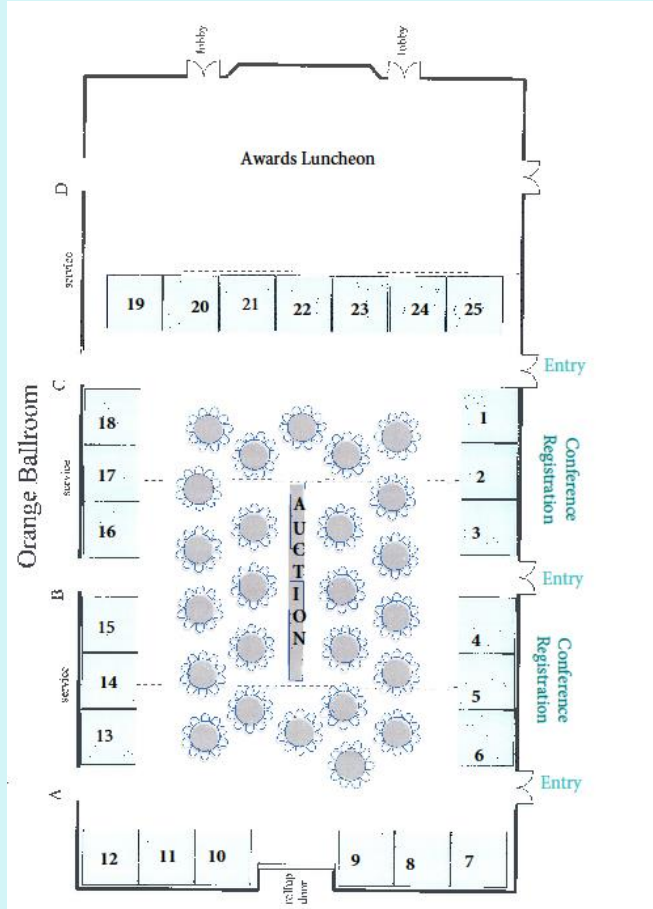 lobby
lobby
Awards Luncheon
D
service
19
20
21
22
23
24
25
Entry
C
Orange Ballroom
18
17
16
service
1
2
3
Conference
Registration
AUCTION
Entry
B
15
14
13
service
4
5
6
Conference
Registration
Entry
A
12
11
10
9
8
7
rollup
door